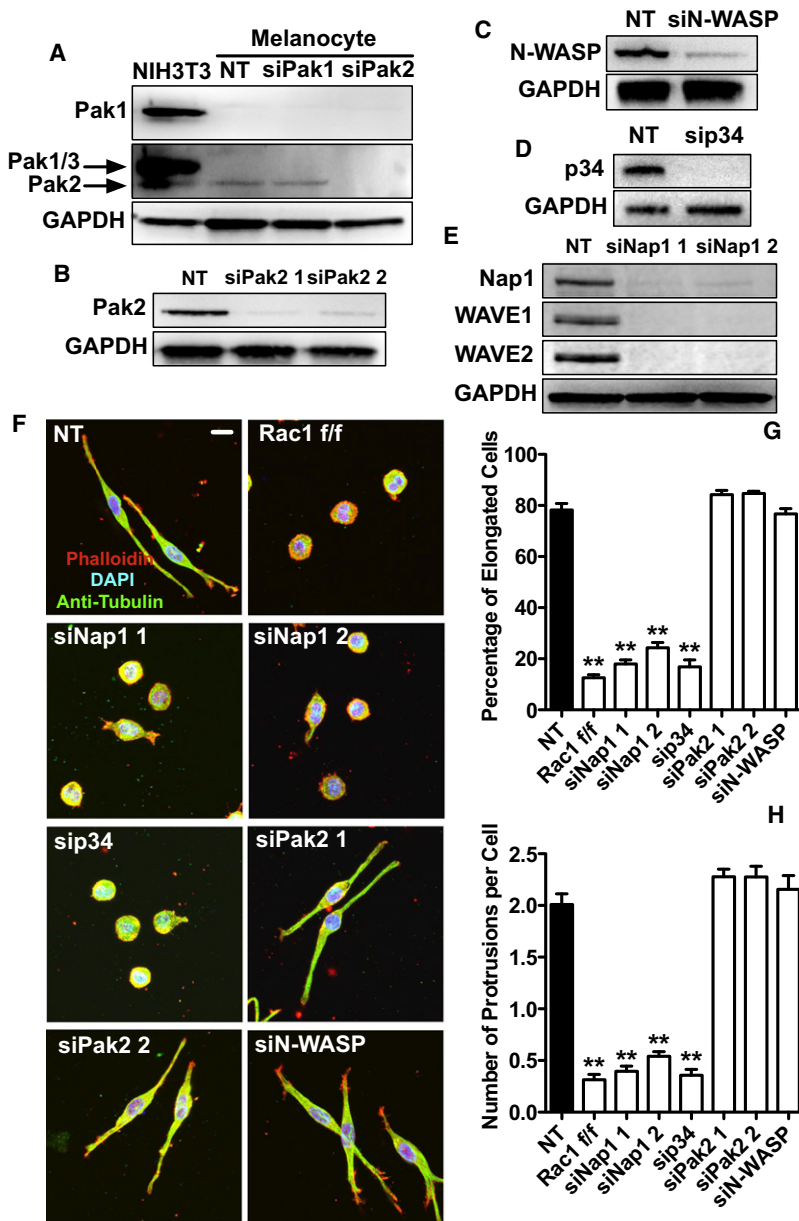 A
Melanocyte
NIH3T3 NT siPak1 siPak2
Pak1
Pak1/3
Pak2
GAPDH
B
NT siPak2 1 siPak2 2
Pak2
GAPDH
C
NT siN-WASP
N-WASP
GAPDH
D
NT sip34
p34
GAPDH
E
NT siNap1 1 siNap1 2
Nap1
WAVE1
WAVE2
GAPDH
F
NT
Phalloidin
DAPI
Anti-Tubulin
Rac1 f/f
siNap1 1
siNap1 2
sip34
siPak2 1
siPak2 2
siN-WASP
G
Percentage of Elongated Cells
100
80
60
40
20
0
** ** ** **
NT
Rac1 f/f
siNap1 1
siNap1 2
sip34
siPak2 1
siPak2 2
siN-WASP
H
Number of Protrusions per Cell
2.5
2.0
1.5
1.0
0.5
0.0
** ** ** **
NT
Rac1 f/f
siNap1 1
siNap1 2
sip34
siPak2 1
siPak2 2
siN-WASP